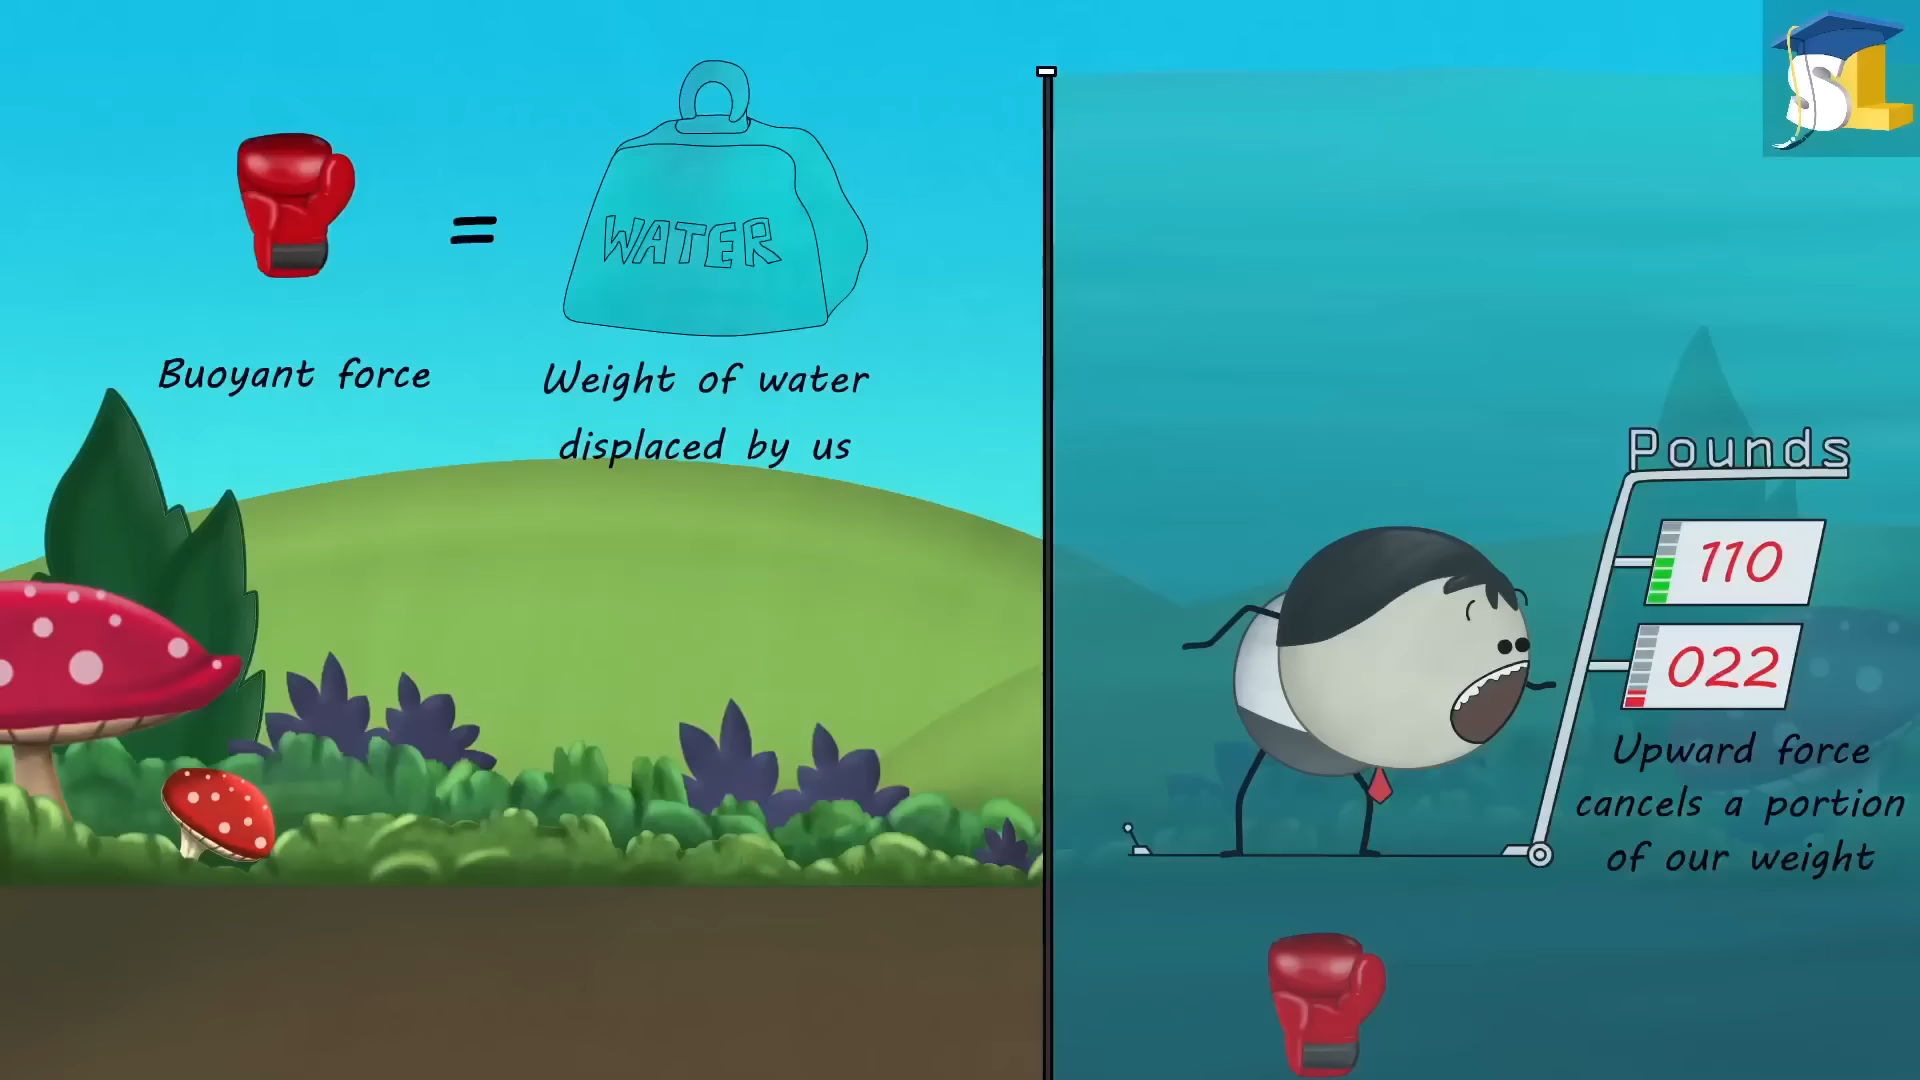 WATER
Buoyant force
=
Weight of water
displaced by us
SL
Pounds
110
022
Upward force
cancels a portion
of our weight